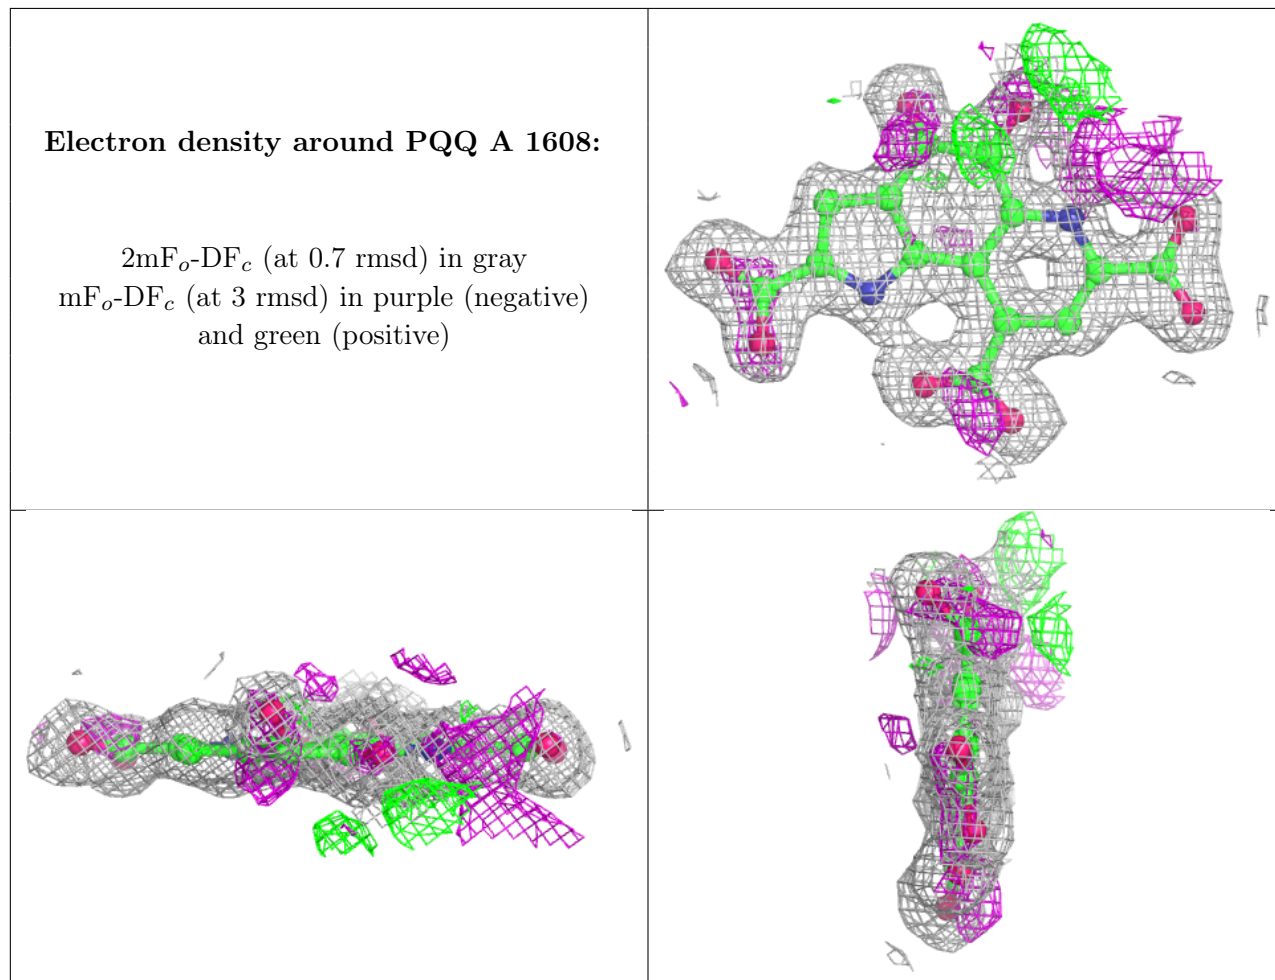 Electron density around PQQ A 1608:
2mFo-DFc (at 0.7 rmsd) in gray
mFo-DFc (at 3 rmsd) in purple (negative)
and green (positive)